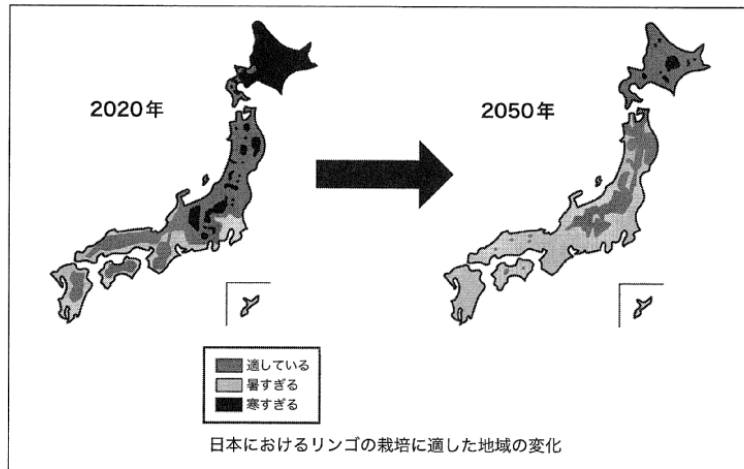 2020年
2050年
適している
暑すぎる
寒すぎる
日本におけるリンゴの栽培に適した地域の変化